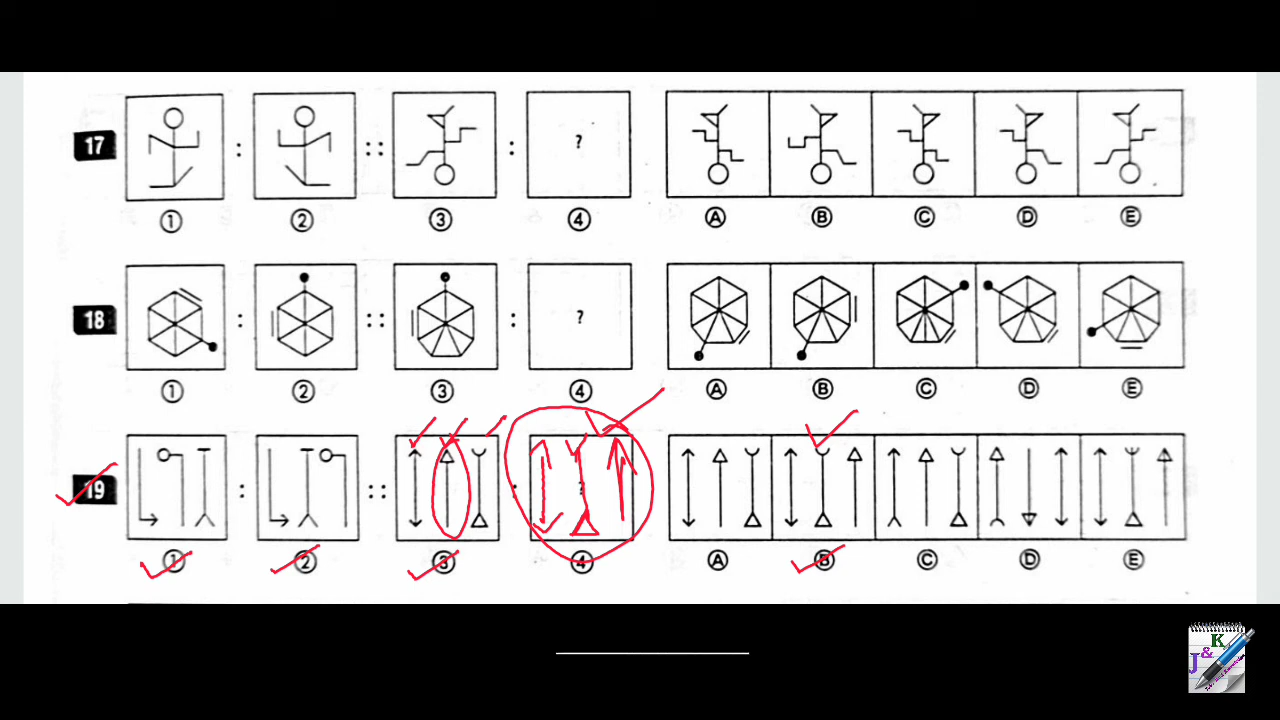 17 : :: : ?
① ② ③ ④ Ⓐ Ⓑ Ⓒ Ⓓ Ⓔ
18 : :: : ?
① ② ③ ④ Ⓐ Ⓑ Ⓒ Ⓓ Ⓔ
19 : :: : ?
① ② ③ ④ Ⓐ Ⓑ Ⓒ Ⓓ Ⓔ
J & K